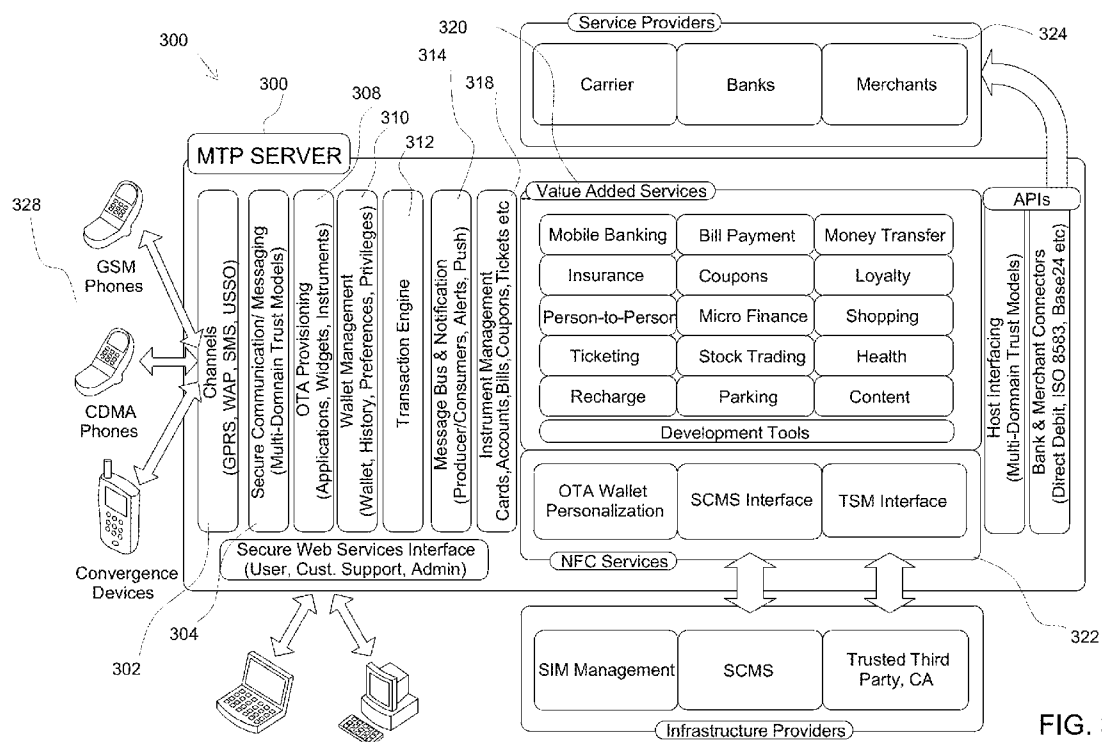 320
Service Providers
324
300
314
Carrier
Banks
Merchants
318
300
308
310
312
MTP SERVER
328
GSM
Phones
CDMA
Phones
Convergence
Devices
Channels
(GPRS, WAP, SMS, USSO)
Secure Communication/ Messaging
(Multi-Domain Trust Models)
OTA Provisioning
(Applications, Widgets, Instruments)
Wallet Management
(Wallet, History, Preferences, Privileges)
Transaction Engine
Message Bus & Notification
(Producer/Consumers, Alerts, Push)
Instrument Management
Cards,Accounts,Bills,Coupons,Tickets etc
Value Added Services
Mobile Banking
Bill Payment
Money Transfer
Insurance
Coupons
Loyalty
Person-to-Person
Micro Finance
Shopping
Ticketing
Stock Trading
Health
Recharge
Parking
Content
Development Tools
APIs
Host Interfacing
(Multi-Domnain Trust Models)
Bank & Merchant Connectors
(Direct Debit, ISO 8583, Base24 etc)
OTA Wallet
Personalization
SCMS Interface
TSM Interface
NFC Services
Secure Web Services Interface
(User, Cust. Support, Admin)
304
302
322
SIM Management
SCMS
Trusted Third
Party, CA
Infrastructure Providers
FIG.